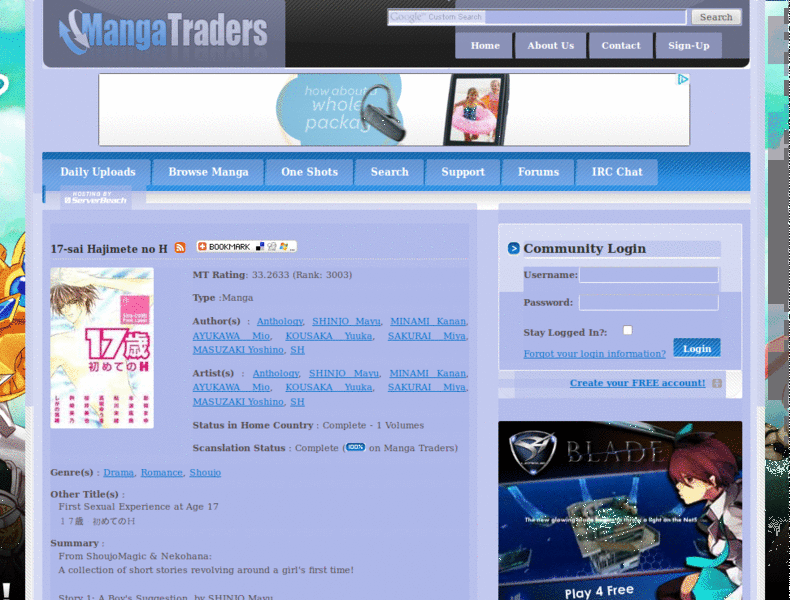 MangaTraders
Google™ Custom Search
Search
Home
About Us
Contact
Sign-Up
how about a
whole
packag
Daily Uploads
Browse Manga
One Shots
Search
Support
Forums
IRC Chat
HOSTING BY
ServerBeach
17-sai Hajimete no H
BOOKMARK
MT Rating: 33.2633 (Rank: 3003)
Type :Manga
Author(s) : Anthology, SHINJO Mayu, MINAMI Kanan,
AYUKAWA Mio, KOUSAKA Yuuka, SAKURAI Miya,
MASUZAKI Yoshino, SH
Artist(s) : Anthology, SHINJO Mayu, MINAMI Kanan,
AYUKAWA Mio, KOUSAKA Yuuka, SAKURAI Miya,
MASUZAKI Yoshino, SH
Status in Home Country : Complete - 1 Volumes
Scanslation Status : Complete (100% on Manga Traders)
17歳
初めてのH
Genre(s) : Drama, Romance, Shoujo
Other Title(s) :
First Sexual Experience at Age 17
１７歳　初めてのＨ
Summary :
From ShoujoMagic & Nekohana:
A collection of short stories revolving around a girl's first time!
Story 1: A Boy's Suggestion, by SHINJO Mayu
Community Login
Username:
Password:
Stay Logged In?:
Forgot your login information?
Login
Create your FREE account!
BLADE
The new glowing blade
a light on the Net!
Play 4 Free